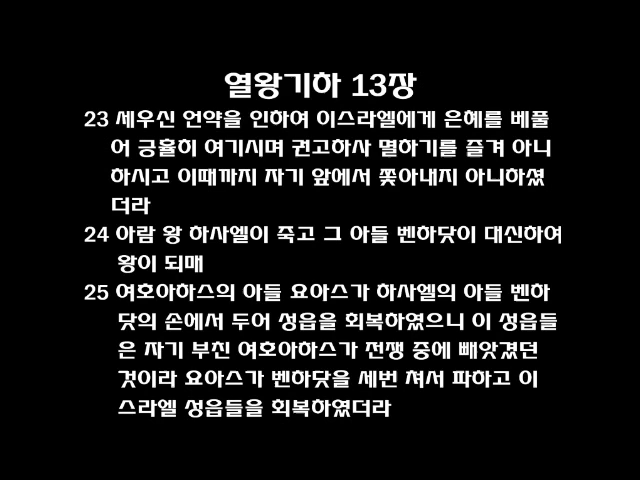 열왕기하 13장
23 세우신 언약을 인하여 이스라엘에게 은혜를 베풀
어 긍휼히 여기시며 권고하사 멸하기를 즐겨 아니
하시고 이때까지 자기 앞에서 쫓아내지 아니하셨
더라
24 아람 왕 하사엘이 죽고 그 아들 벤하닷이 대신하여
왕이 되매
25 여호아하스의 아들 요아스가 하사엘의 아들 벤하
닷의 손에서 두어 성읍을 회복하였으니 이 성읍들
은 자기 부친 여호아하스가 전쟁 중에 빼앗겼던
것이라 요아스가 벤하닷을 세번 쳐서 파하고 이
스라엘 성읍들을 회복하였더라